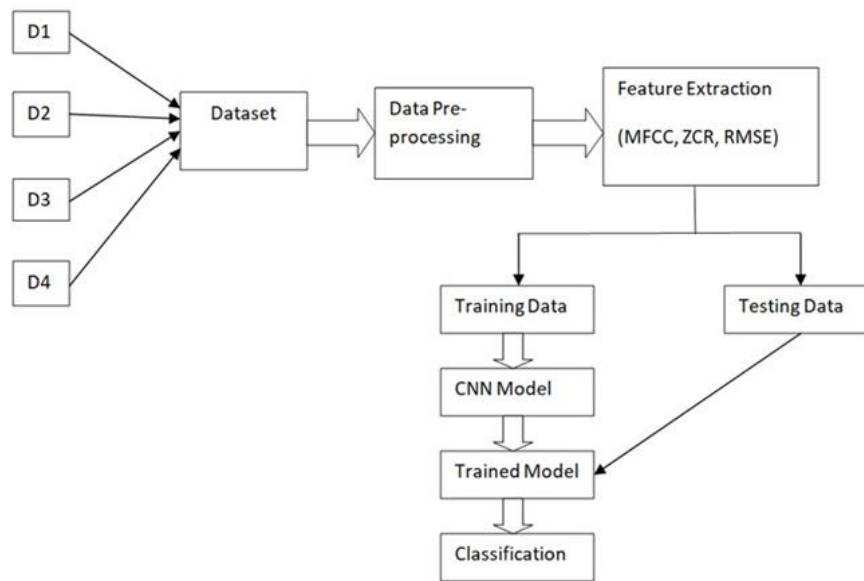 D1
D2
D3
D4
Dataset
Data Pre-
processing
Feature Extraction
(MFCC, ZCR, RMSE)
Training Data
Testing Data
CNN Model
Trained Model
Classification